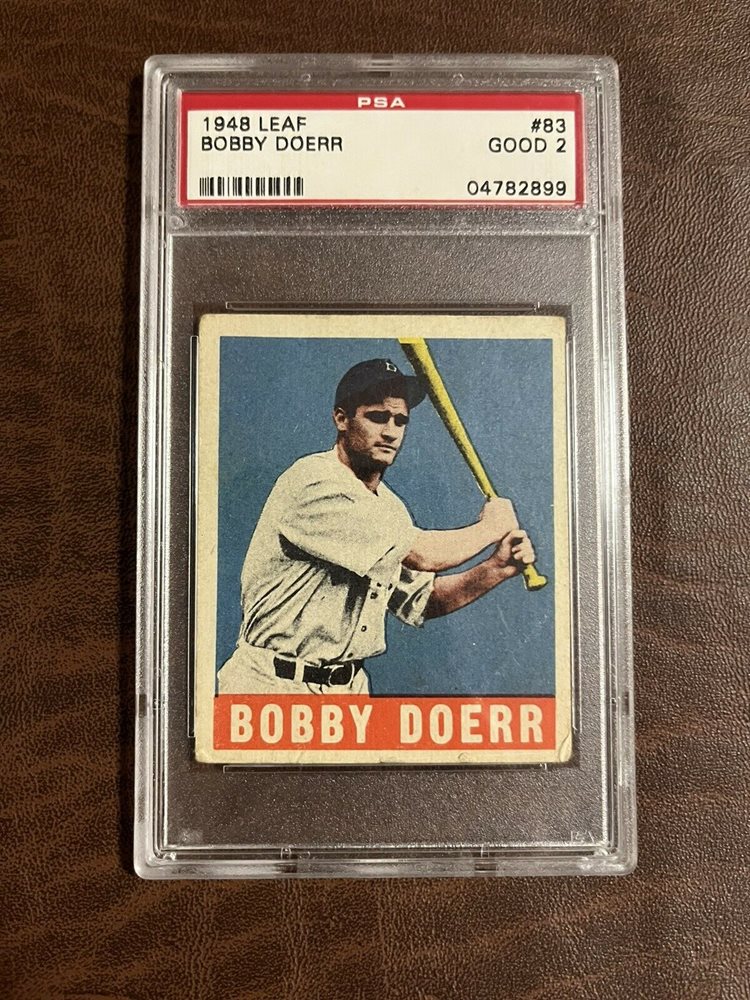 PSA
1948 LEAF #83
BOBBY DOERR GOOD 2
04782899
B
BOBBY DOERR